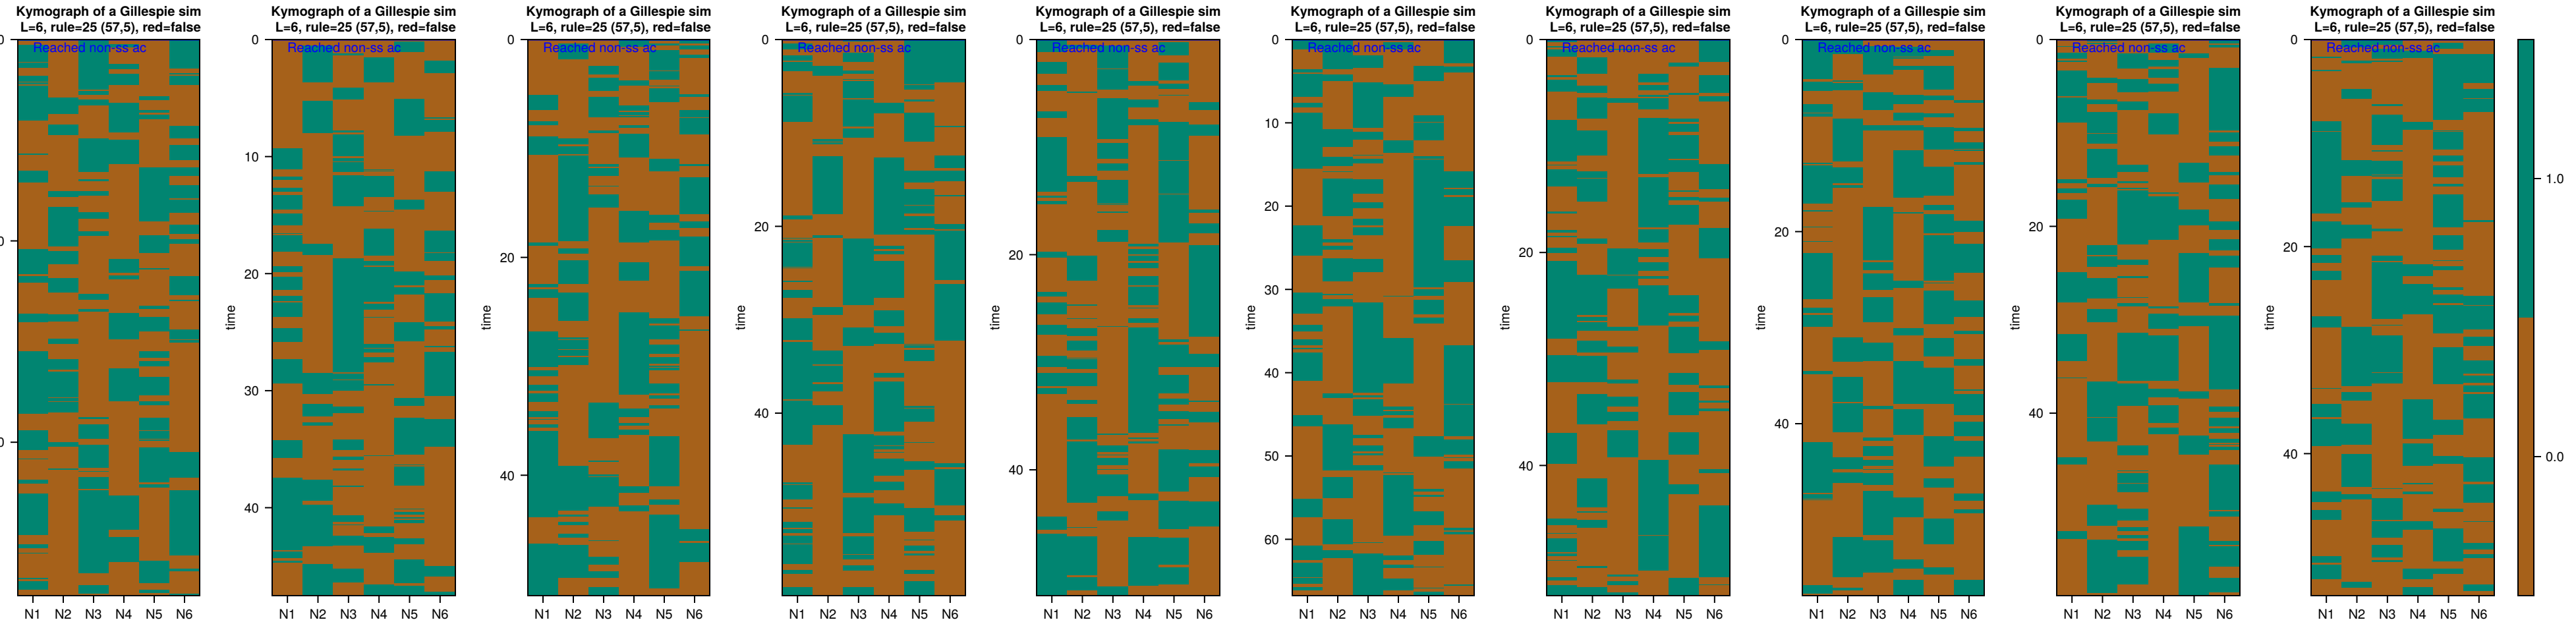 Kymograph of a Gillespie sim
L=6, rule=25 (57,5), red=false
Reached non-ss ac
0
0
0
N1 N2 N3 N4 N5 N6
Kymograph of a Gillespie sim
L=6, rule=25 (57,5), red=false
Reached non-ss ac
time
0
10
20
30
40
N1 N2 N3 N4 N5 N6
Kymograph of a Gillespie sim
L=6, rule=25 (57,5), red=false
Reached non-ss ac
time
0
20
40
N1 N2 N3 N4 N5 N6
Kymograph of a Gillespie sim
L=6, rule=25 (57,5), red=false
Reached non-ss ac
time
0
20
40
N1 N2 N3 N4 N5 N6
Kymograph of a Gillespie sim
L=6, rule=25 (57,5), red=false
Reached non-ss ac
time
0
20
40
N1 N2 N3 N4 N5 N6
Kymograph of a Gillespie sim
L=6, rule=25 (57,5), red=false
Reached non-ss ac
time
0
10
20
30
40
50
60
N1 N2 N3 N4 N5 N6
Kymograph of a Gillespie sim
L=6, rule=25 (57,5), red=false
Reached non-ss ac
time
0
20
40
N1 N2 N3 N4 N5 N6
Kymograph of a Gillespie sim
L=6, rule=25 (57,5), red=false
Reached non-ss ac
time
0
20
40
N1 N2 N3 N4 N5 N6
Kymograph of a Gillespie sim
L=6, rule=25 (57,5), red=false
Reached non-ss ac
time
0
20
40
N1 N2 N3 N4 N5 N6
Kymograph of a Gillespie sim
L=6, rule=25 (57,5), red=false
Reached non-ss ac
time
0
20
40
N1 N2 N3 N4 N5 N6
1.0
0.0